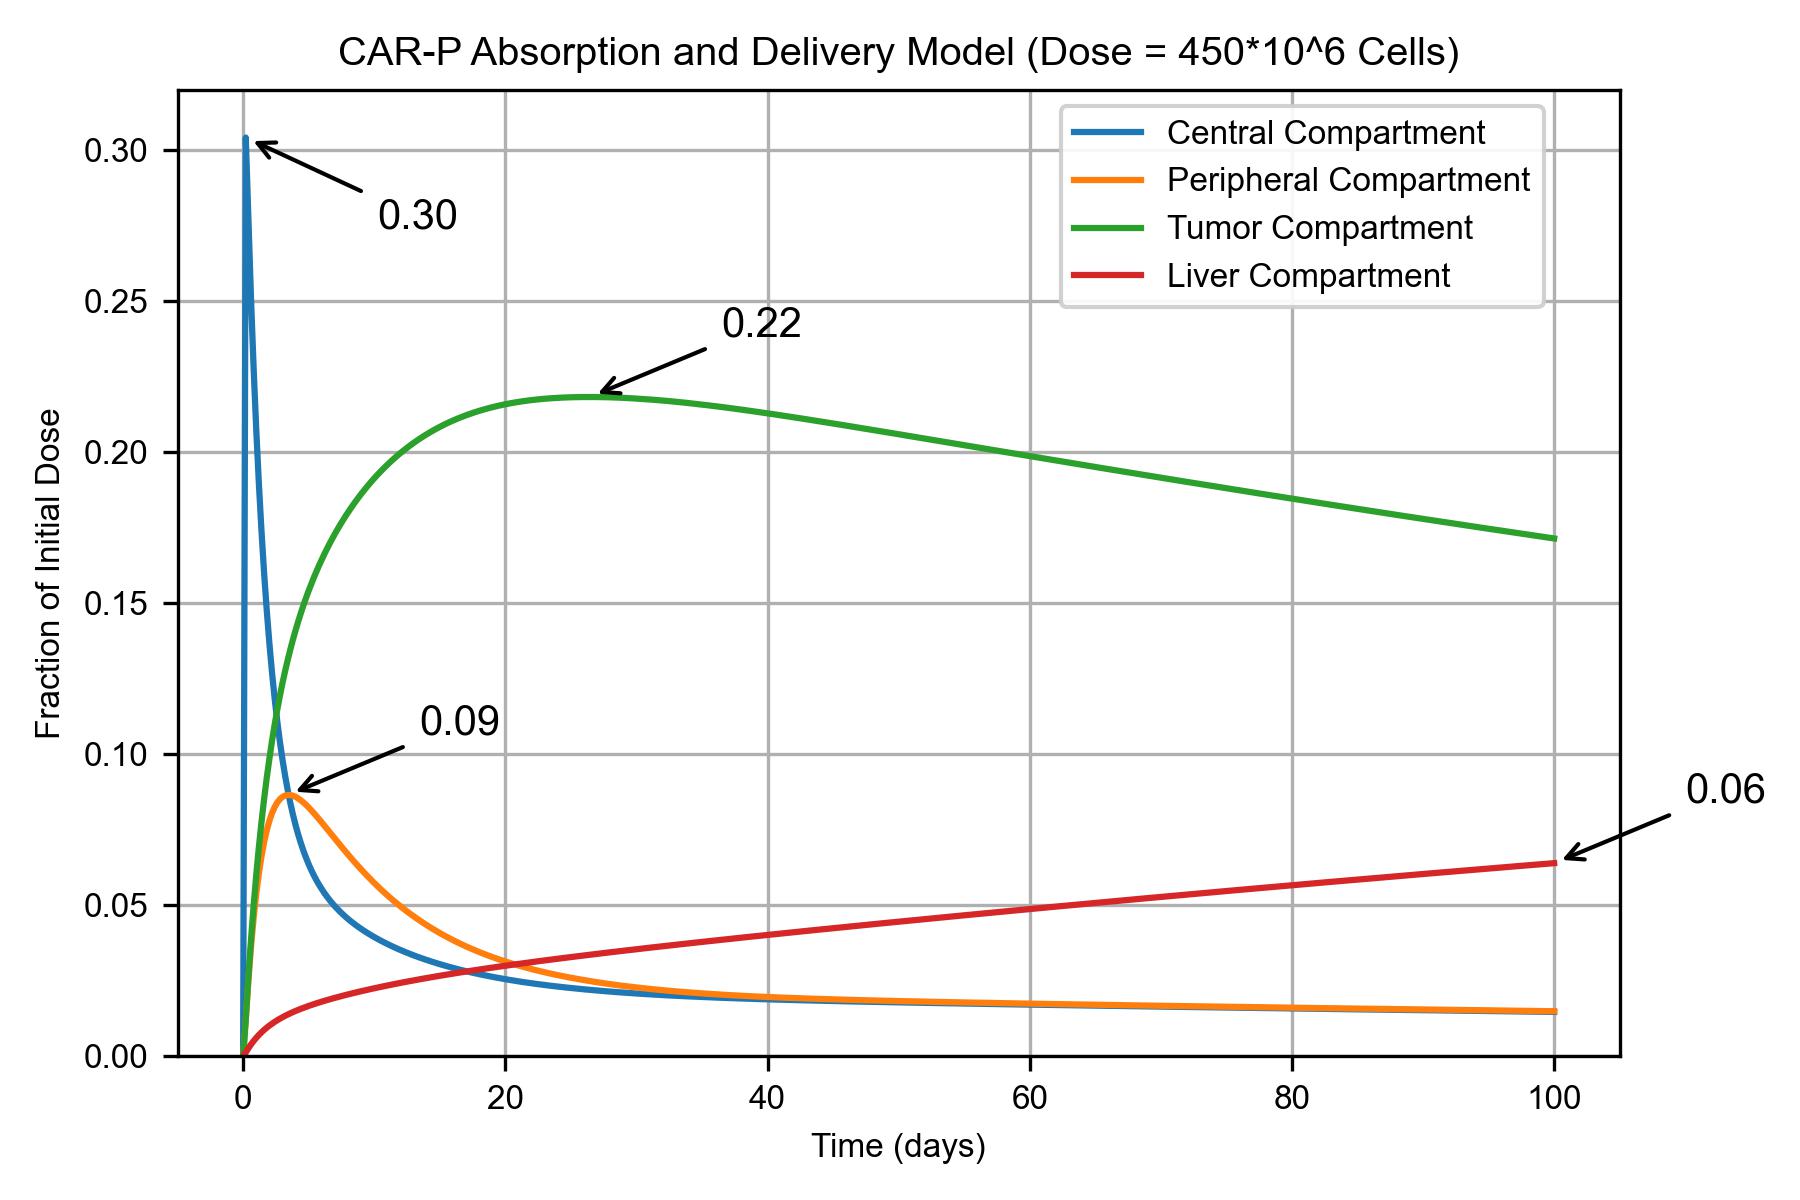 CAR-P Absorption and Delivery Model (Dose = 450*10^6 Cells)
Central Compartment
Peripheral Compartment
Tumor Compartment
Liver Compartment
0.30
0.22
0.09
0.06
Fraction of Initial Dose
0.30
0.25
0.20
0.15
0.10
0.05
0.00
0 20 40 60 80 100
Time (days)